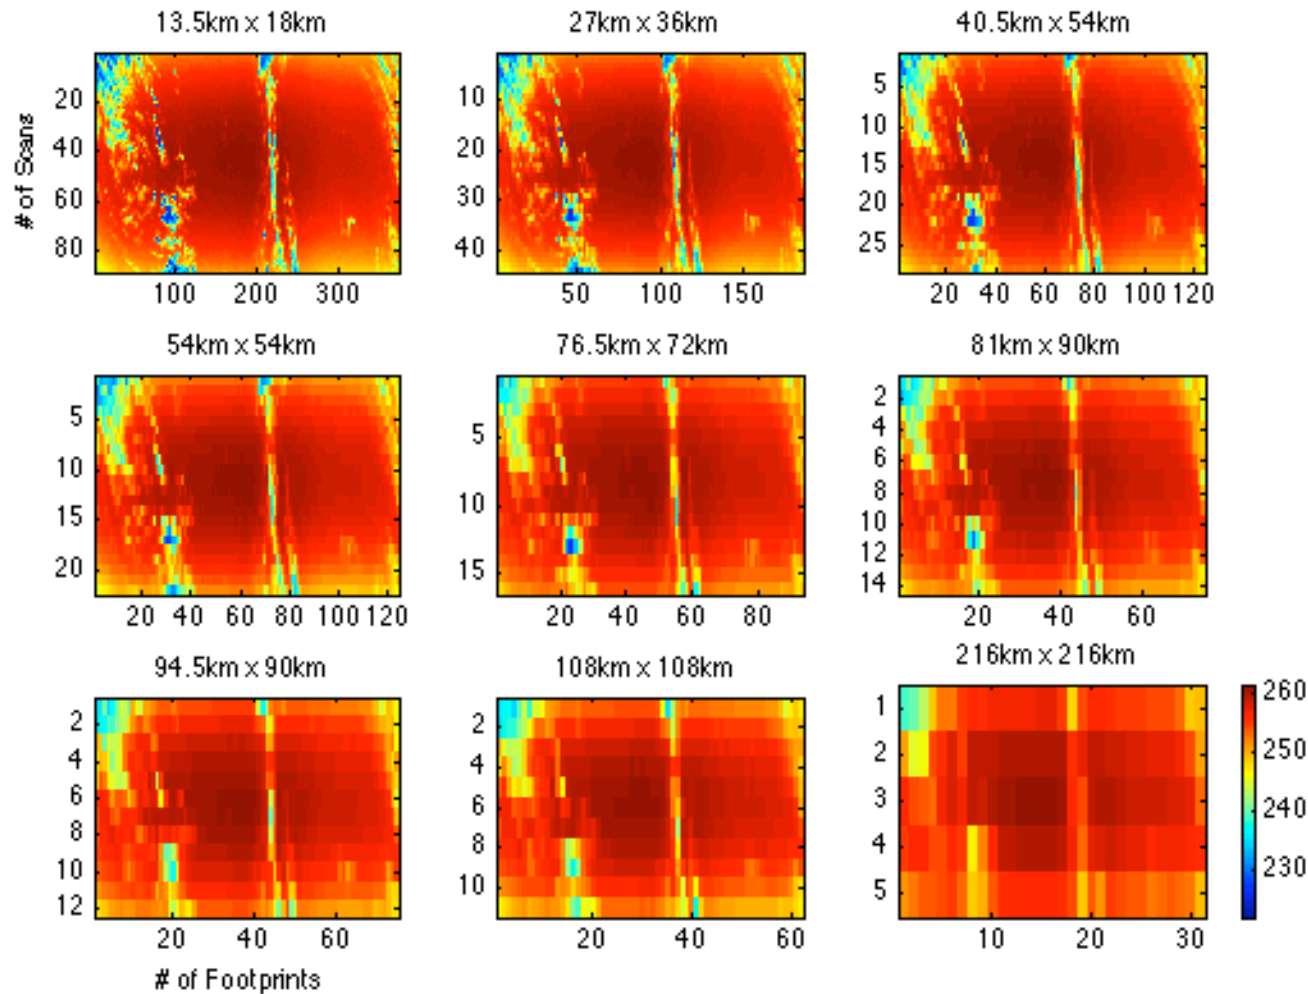 13.5km x 18km
27km x 36km
40.5km x 54km
# of Scans
20
40
60
80
100 200 300
10
20
30
40
50 100 150
5
10
15
20
25
20 40 60 80 100 120
54km x 54km
76.5km x 72km
81km x 90km
5
10
15
20
20 40 60 80 100 120
5
10
15
20 40 60 80
2
4
6
8
10
12
14
20 40 60
94.5km x 90km
108km x 108km
216km x 216km
2
4
6
8
10
12
20 40 60
2
4
6
8
10
20 40 60
1
2
3
4
5
10 20 30
260
250
240
230
# of Footprints